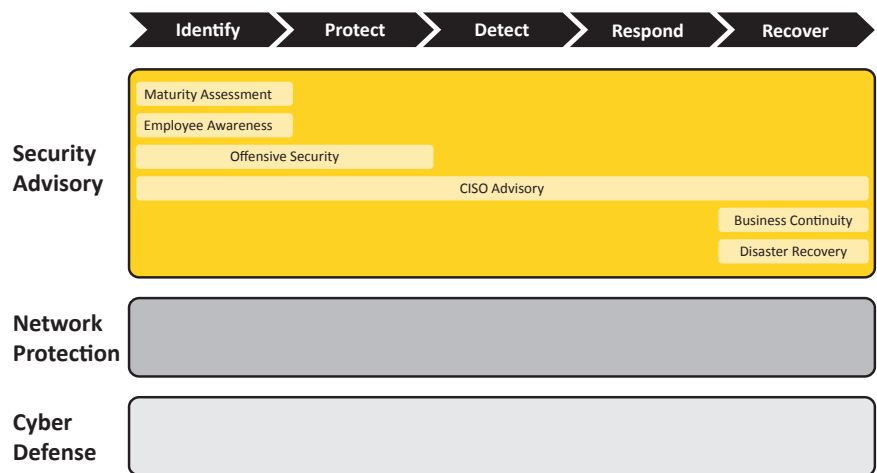 Identify Protect Detect Respond Recover
Security
Advisory
Maturity Assessment
Employee Awareness
Offensive Security
CISO Advisory
Business Continuity
Disaster Recovery
Network
Protection
Cyber
Defense